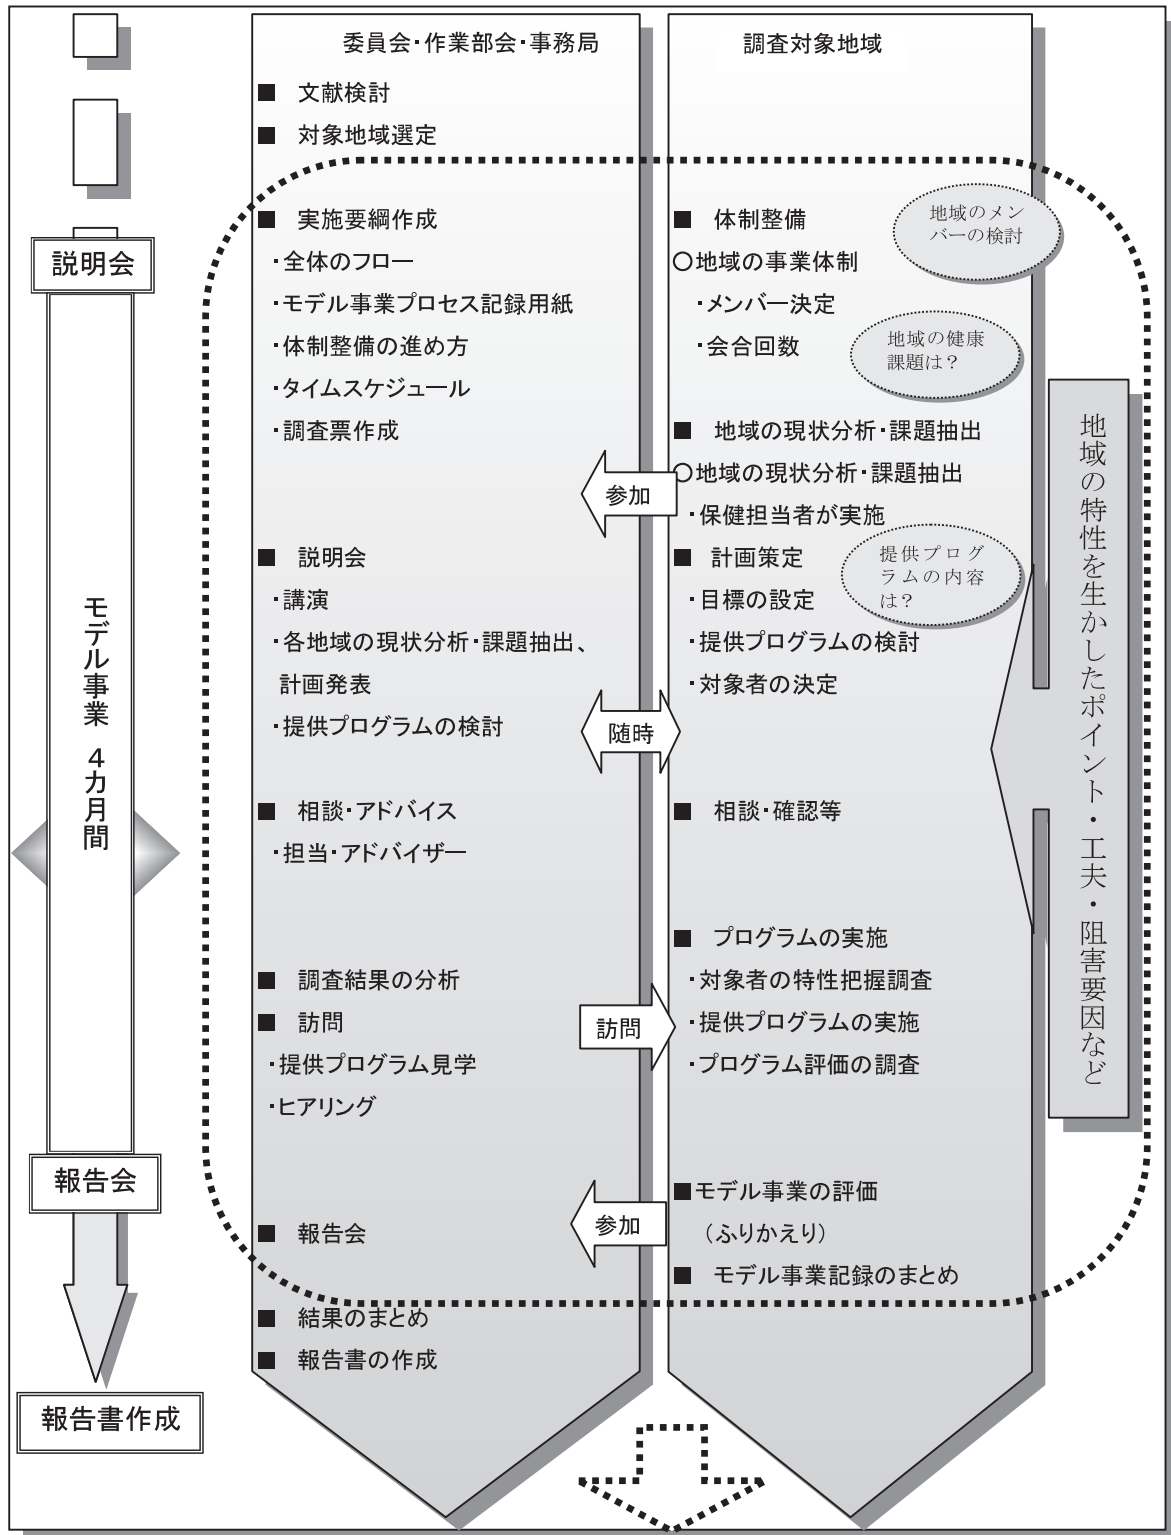 説明会
モデル事業 4カ月間
報告会
報告書作成
委員会・作業部会・事務局
■ 文献検討
■ 対象地域選定
■ 実施要綱作成
・全体のフロー
・モデル事業プロセス記録用紙
・体制整備の進め方
・タイムスケジュール
・調査票作成
■ 説明会
・講演
・各地域の現状分析・課題抽出、
計画発表
・提供プログラムの検討
■ 相談・アドバイス
・担当・アドバイザー
■ 調査結果の分析
■ 訪問
・提供プログラム見学
・ヒアリング
■ 報告会
■ 結果のまとめ
■ 報告書の作成
参加
随時
訪問
参加
調査対象地域
■ 体制整備
○地域の事業体制
・メンバー決定
・会合回数
■ 地域の現状分析・課題抽出
○地域の現状分析・課題抽出
・保健担当者が実施
■ 計画策定
・目標の設定
・提供プログラムの検討
・対象者の決定
■ 相談・確認等
■ プログラムの実施
・対象者の特性把握調査
・提供プログラムの実施
・プログラム評価の調査
■モデル事業の評価
（ふりかえり）
■ モデル事業記録のまとめ
地域のメン
バーの検討
地域の健康
課題は？
提供プログ
ラムの内容
は？
地域の特性を生かしたポイント・工夫・阻害要因など